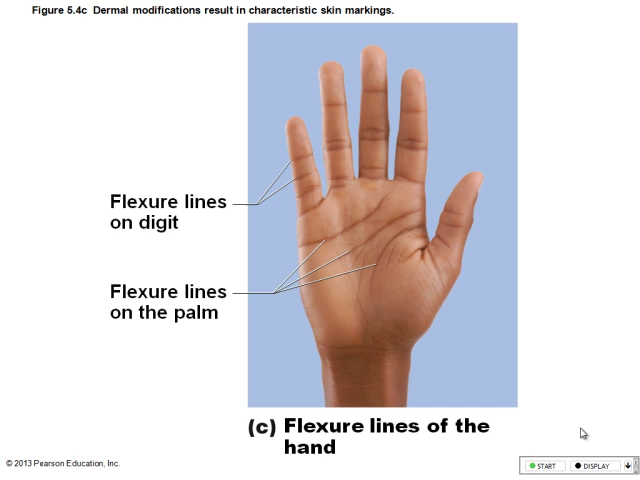 Figure 5.4c Dermal modifications result in characteristic skin markings.
Flexure lines
on digit
Flexure lines
on the palm
(c) Flexure lines of the
hand
© 2013 Pearson Education, Inc.
START
DISPLAY